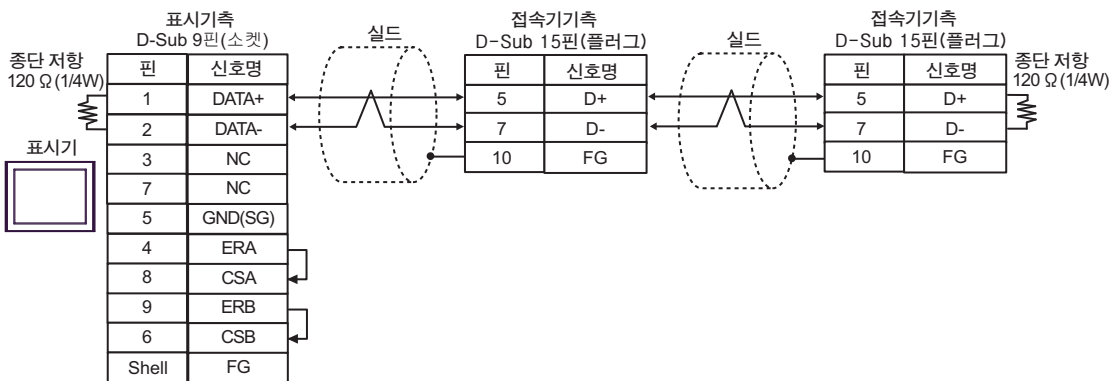 표시기측
D-Sub 9핀(소켓)
종단 저항
120 Ω (1/4W)
핀 신호명
1 DATA+
2 DATA-
3 NC
7 NC
5 GND(SG)
4 ERA
8 CSA
9 ERB
6 CSB
Shell FG
표시기
실드
접속기기측
D-Sub 15핀(플러그)
핀 신호명
5 D+
7 D-
10 FG
실드
접속기기측
D-Sub 15핀(플러그)
핀 신호명
5 D+
7 D-
10 FG
종단 저항
120 Ω (1/4W)